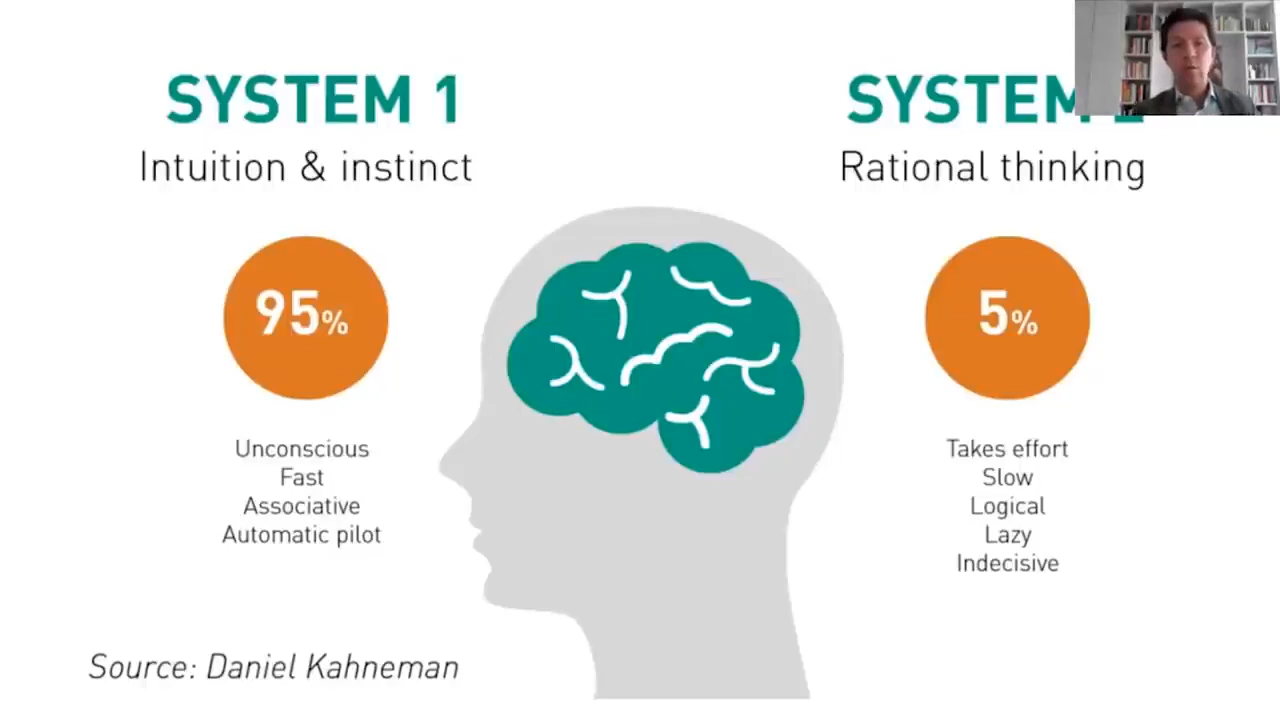 SYSTEM 1
Intuition & instinct
95%
Unconscious
Fast
Associative
Automatic pilot
SYSTEM
Rational thinking
5%
Takes effort
Slow
Logical
Lazy
Indecisive
Source: Daniel Kahneman